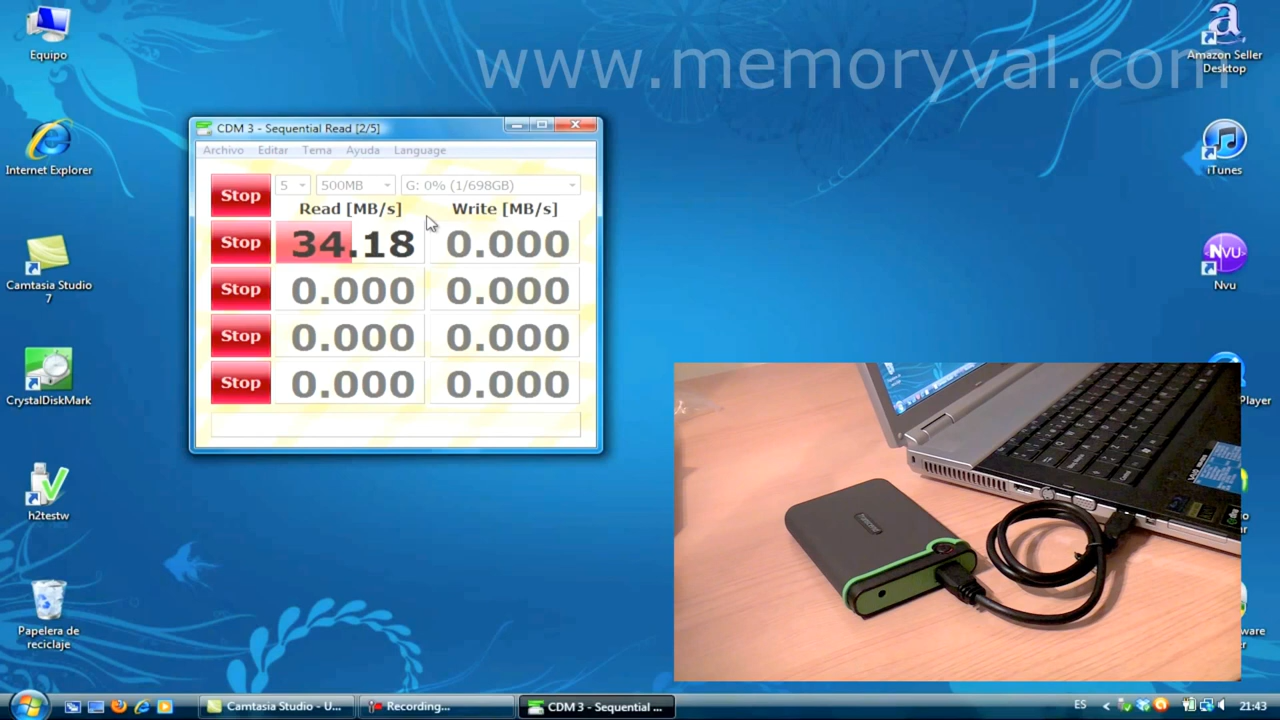 www.memoryval.com
Equipo
Internet Explorer
Camtasia Studio
7
CrystalDiskMark
h2testw
Papelera de
reciclaje
Amazon Seller
Desktop
iTunes
NVU
Nvu
Player
CDM 3 - Sequential Read [2/5]
Archivo Editar Tema Ayuda Language
Stop 5 500MB G: 0% (1/698GB)
Read [MB/s] Write [MB/s]
Stop 34.18 0.000
Stop 0.000 0.000
Stop 0.000 0.000
Stop 0.000 0.000
Transcend
Camtasia Studio - U... Recording... CDM 3 - Sequential ... ES 21:43